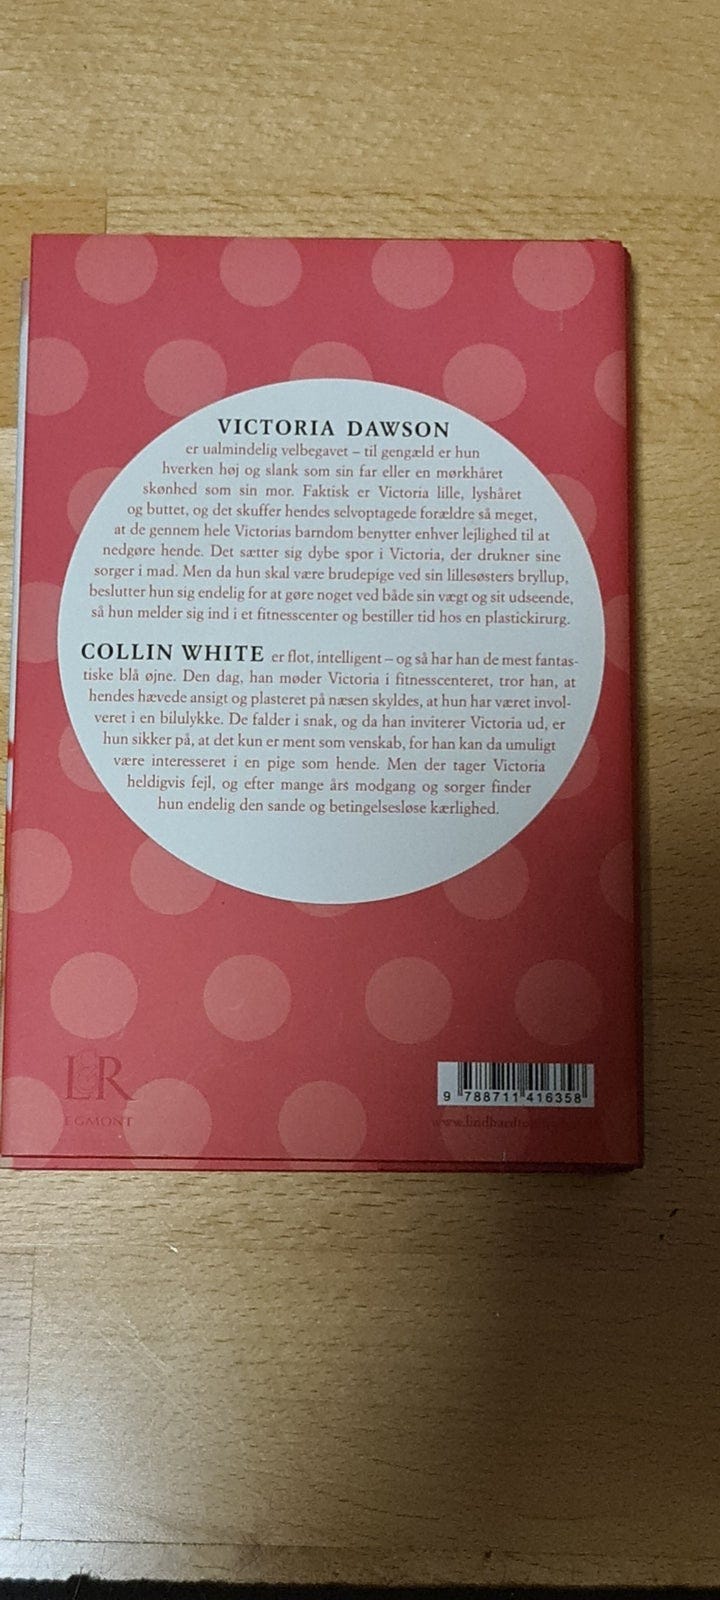 VICTORIA DAWSON
er ualmindelig velbegavet – til gengæld er hun
hverken høj og slank som sin far eller en mørkhåret
skønhed som sin mor. Faktisk er Victoria lille, lyshåret
og buttet, og det skuffer hendes selvoptagede forældre så meget,
at de gennem hele Victorias barndom benytter enhver lejlighed til at
nedgøre hende. Det sætter sig dybe spor i Victoria, der drukner sine
sorger i mad. Men da hun skal være brudepige ved sin lillesøsters bryllup,
beslutter hun sig endelig for at gøre noget ved både sin vægt og sit udseende,
så hun melder sig ind i et fitnesscenter og bestiller tid hos en plastickirurg.
COLLIN WHITE er flot, intelligent – og så har han de mest fantas-
tiske blå øjne. Den dag, han møder Victoria i fitnesscenteret, tror han, at
hendes hævede ansigt og plasteret på næsen skyldes, at hun har været invol-
veret i en bilulykke. De falder i snak, og da han inviterer Victoria ud, er
hun sikker på, at det kun er ment som venskab, for han kan da umuligt
være interesseret i en pige som hende. Men der tager Victoria
heldigvis fejl, og efter mange års modgang og sorger finder
hun endelig den sande og betingelsesløse kærlighed.
L&R
EGMONT
9 788711 416358